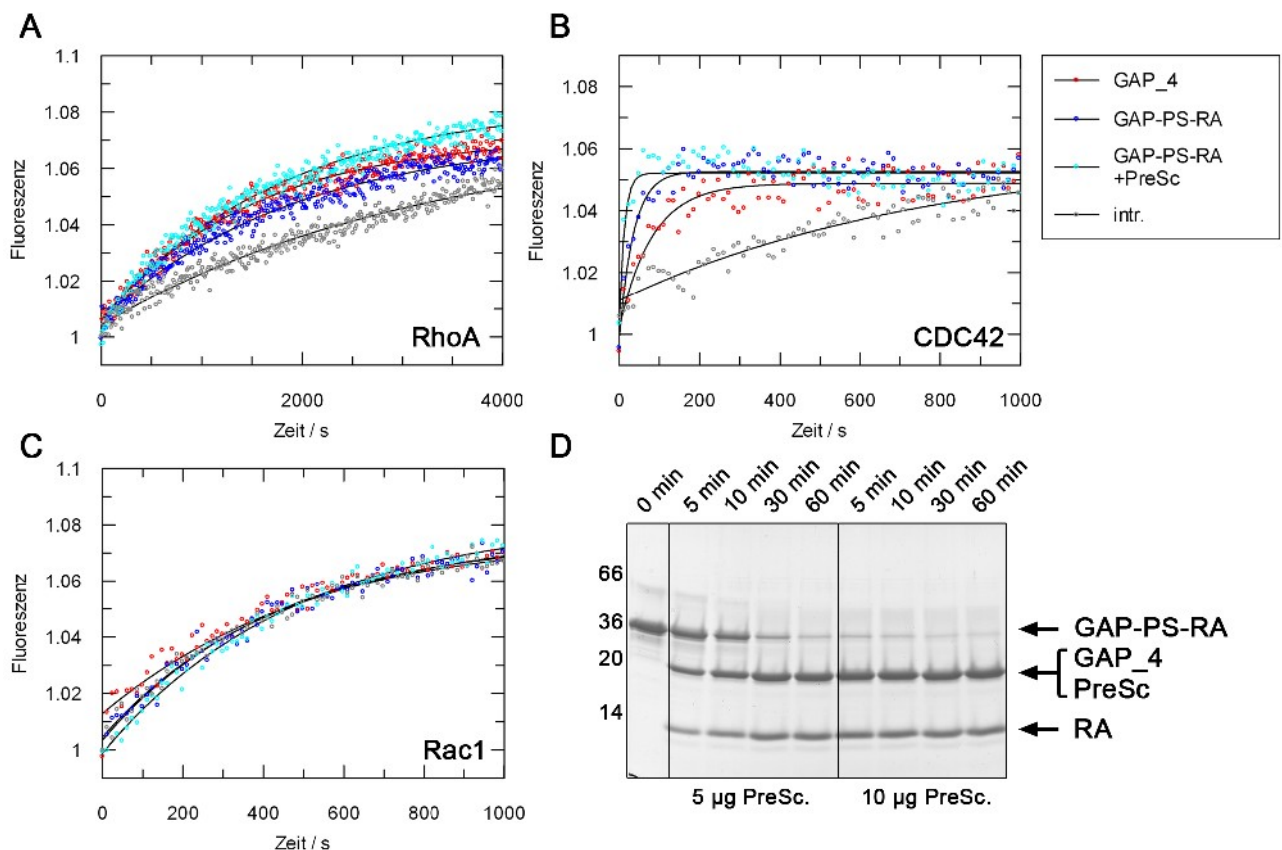 A
1.1
1.08
1.06
1.04
1.02
1
Fluoreszenz
RhoA
0 2000 4000
Zeit / s
B
1.08
1.06
1.04
1.02
1
Fluoreszenz
CDC42
0 200 400 600 800 1000
Zeit / s
GAP_4
GAP-PS-RA
GAP-PS-RA
+PreSc
intr.
C
1.1
1.08
1.06
1.04
1.02
1
Fluoreszenz
Rac1
0 200 400 600 800 1000
Zeit / s
D
0 min 5 min 10 min 30 min 60 min 5 min 10 min 30 min 60 min
66
36
20
14
GAP-PS-RA
GAP_4
PreSc
RA
5 µg PreSc. 10 µg PreSc.